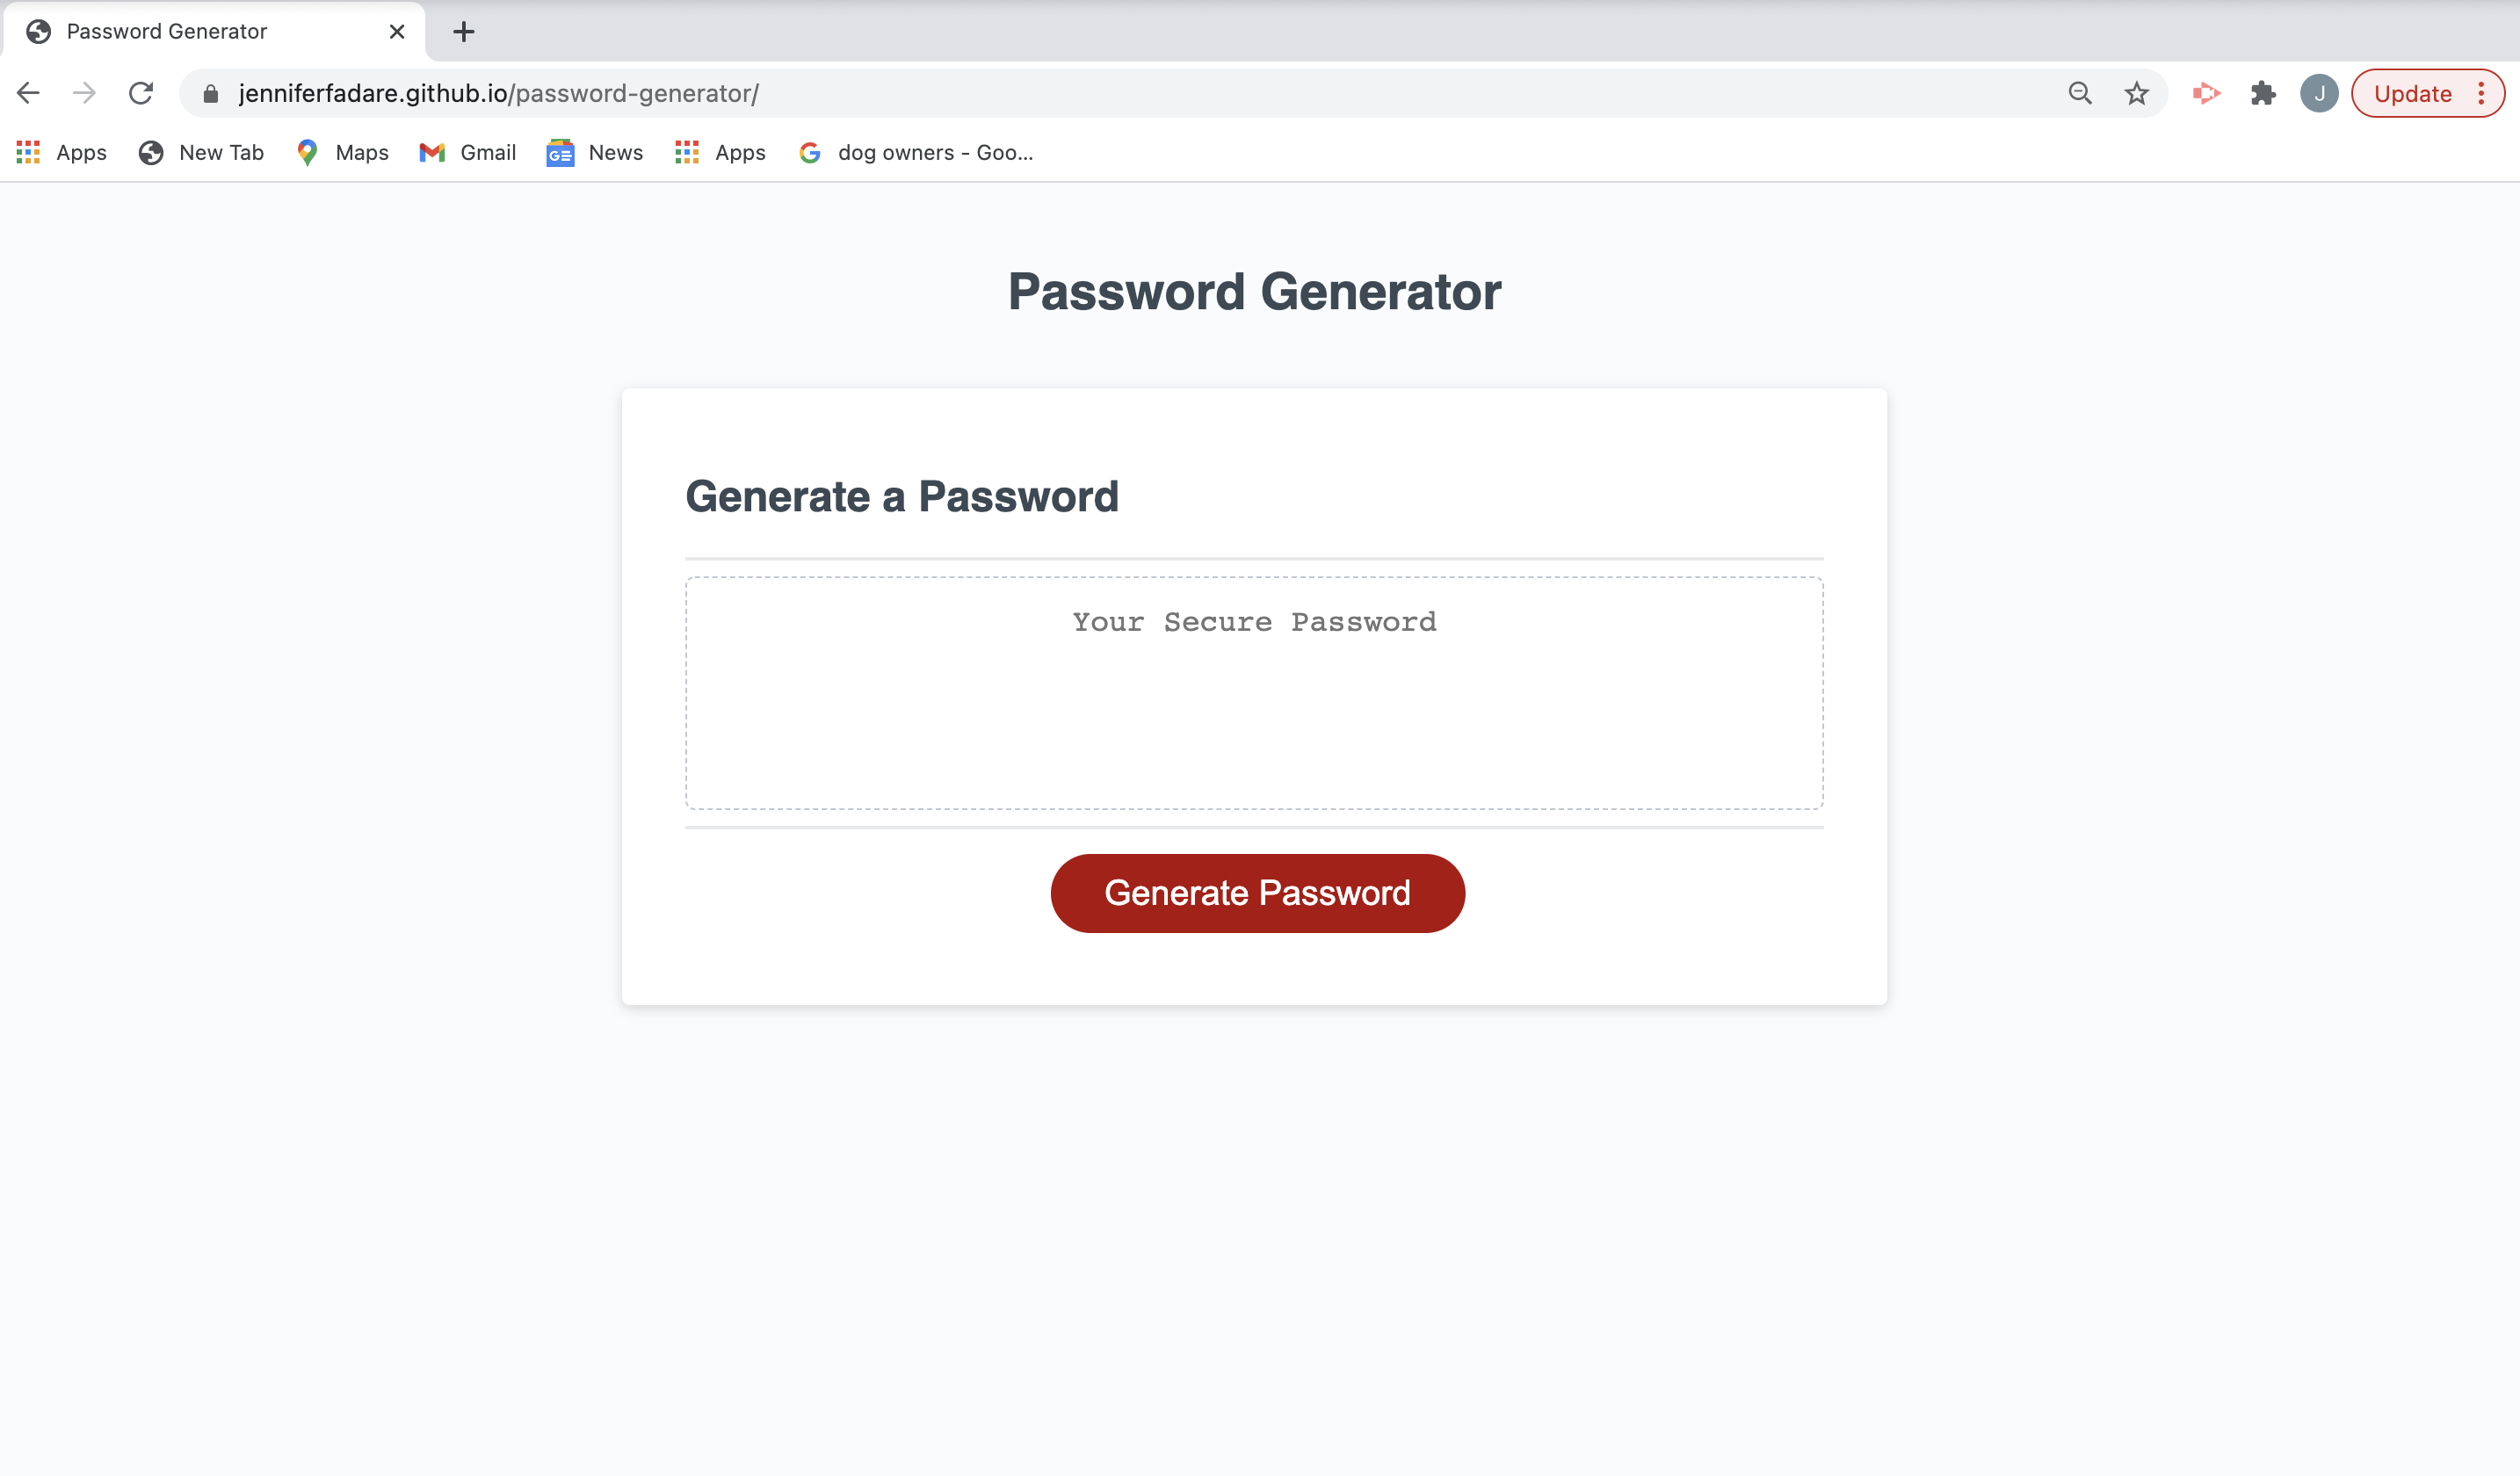 Password Generator
jenniferfadare.github.io/password-generator/
J
Update
Apps New Tab Maps Gmail News Apps dog owners - Goo...
Password Generator
Generate a Password
Your Secure Password
Generate Password